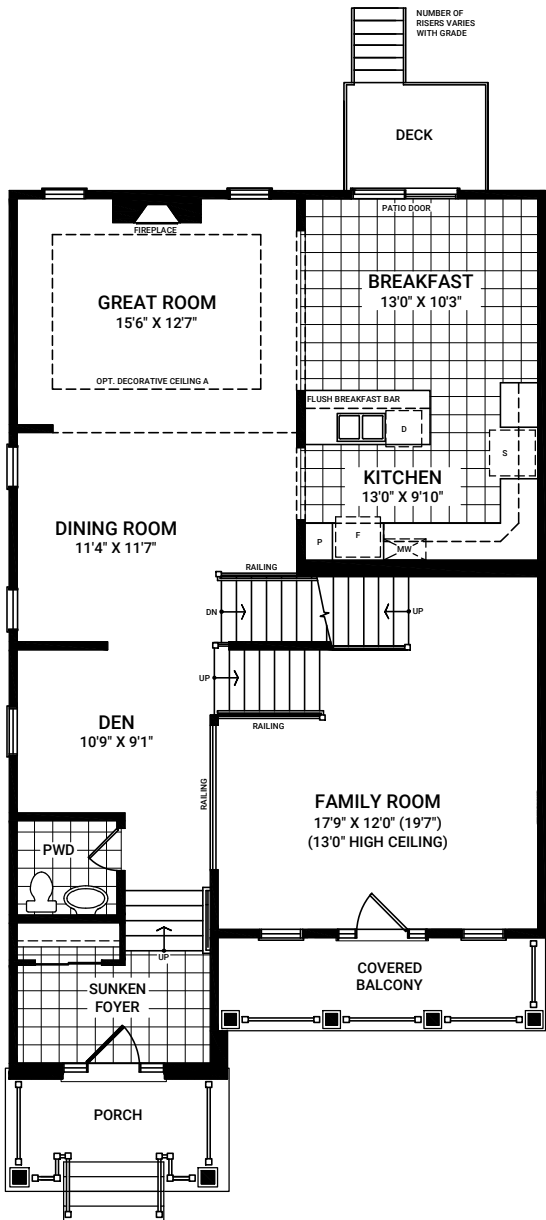 NUMBER OF
RISERS VARIES
WITH GRADE
DECK
PATIO DOOR
FIREPLACE
BREAKFAST
13'0" X 10'3"
GREAT ROOM
15'6" X 12'7"
OPT. DECORATIVE CEILING A
FLUSH BREAKFAST BAR
D
S
KITCHEN
13'0" X 9'10"
DINING ROOM
11'4" X 11'7"
P
F
MW
RAILING
DN
UP
UP
RAILING
DEN
10'9" X 9'1"
RAILING
FAMILY ROOM
17'9" X 12'0" (19'7")
(13'0" HIGH CEILING)
PWD
UP
SUNKEN
FOYER
COVERED
BALCONY
PORCH